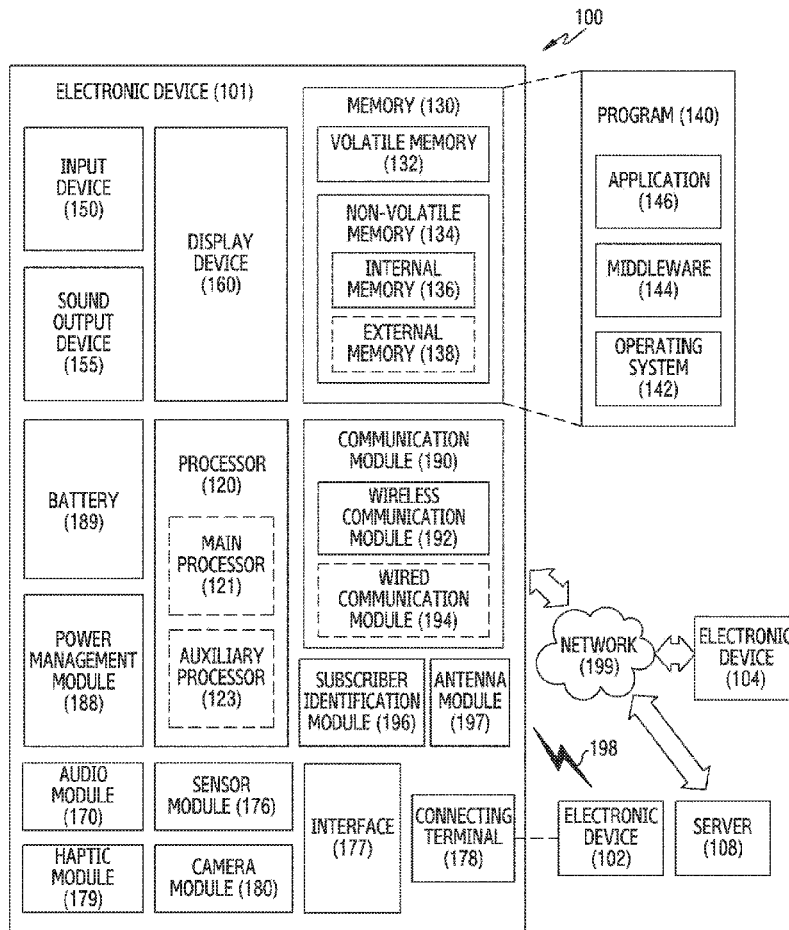 100
ELECTRONIC DEVICE (101)
INPUT
DEVICE
(150)
SOUND
OUTPUT
DEVICE
(155)
DISPLAY
DEVICE
(160)
MEMORY (130)
VOLATILE MEMORY
(132)
NON-VOLATILE
MEMORY (134)
INTERNAL
MEMORY (136)
EXTERNAL
MEMORY (138)
PROGRAM (140)
APPLICATION
(146)
MIDDLEWARE
(144)
OPERATING
SYSTEM
(142)
BATTERY
(189)
POWER
MANAGEMENT
MODULE
(188)
PROCESSOR
(120)
MAIN
PROCESSOR
(121)
AUXILIARY
PROCESSOR
(123)
COMMUNICATION
MODULE (190)
WIRELESS
COMMUNICATION
MODULE (192)
WIRED
COMMUNICATION
MODULE (194)
SUBSCRIBER
IDENTIFICATION
MODULE (196)
ANTENNA
MODULE
(197)
NETWORK
(199)
ELECTRONIC
DEVICE
(104)
198
AUDIO
MODULE
(170)
SENSOR
MODULE (176)
INTERFACE
(177)
CONNECTING
TERMINAL
(178)
ELECTRONIC
DEVICE
(102)
SERVER
(108)
HAPTIC
MODULE
(179)
CAMERA
MODULE (180)